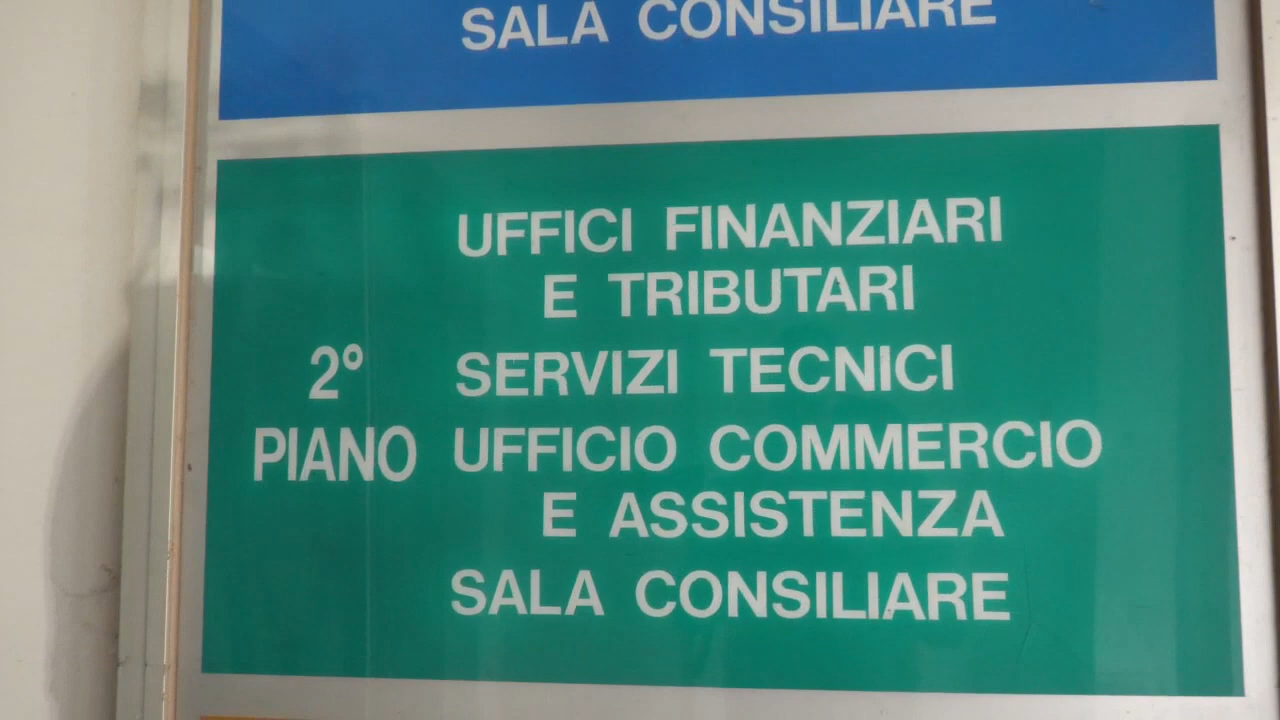 SALA CONSILIARE
UFFICI FINANZIARI
E TRIBUTARI
2° SERVIZI TECNICI
PIANO UFFICIO COMMERCIO
E ASSISTENZA
SALA CONSILIARE